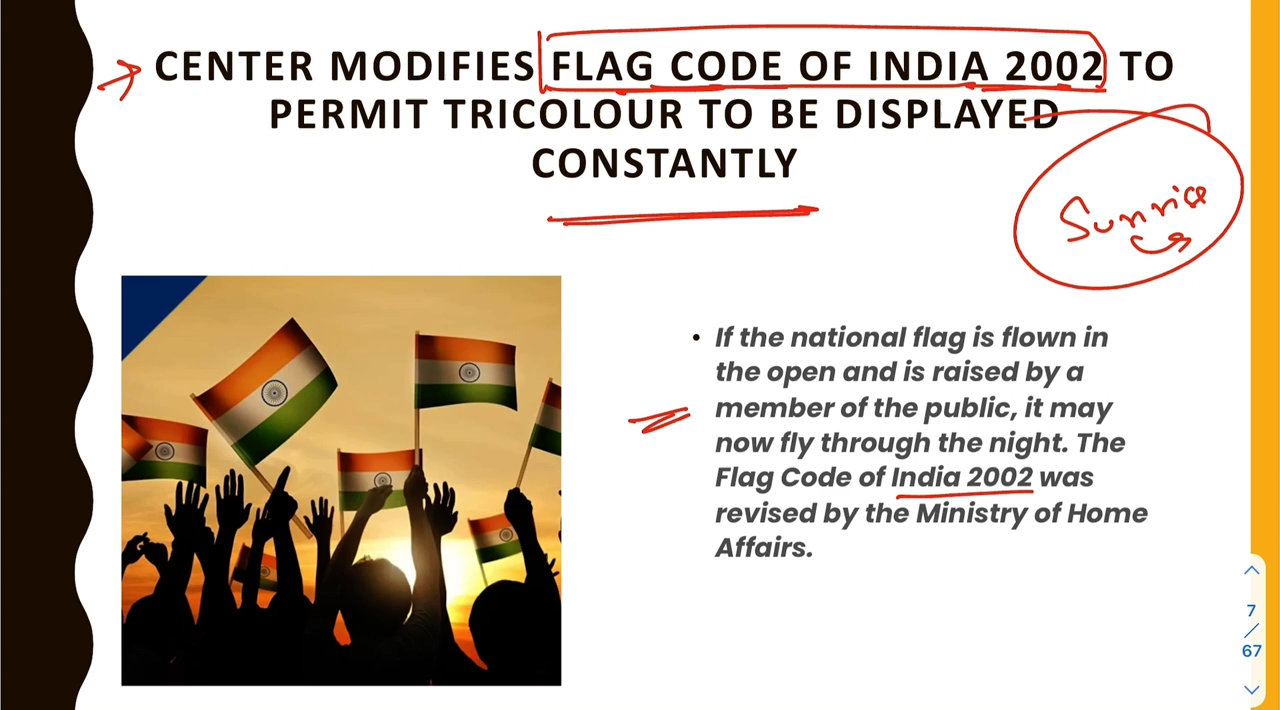 CENTER MODIFIES FLAG CODE OF INDIA 2002 TO
PERMIT TRICOLOUR TO BE DISPLAYED
CONSTANTLY
Sunrise
• If the national flag is flown in
the open and is raised by a
member of the public, it may
now fly through the night. The
Flag Code of India 2002 was
revised by the Ministry of Home
Affairs.
7
/
67